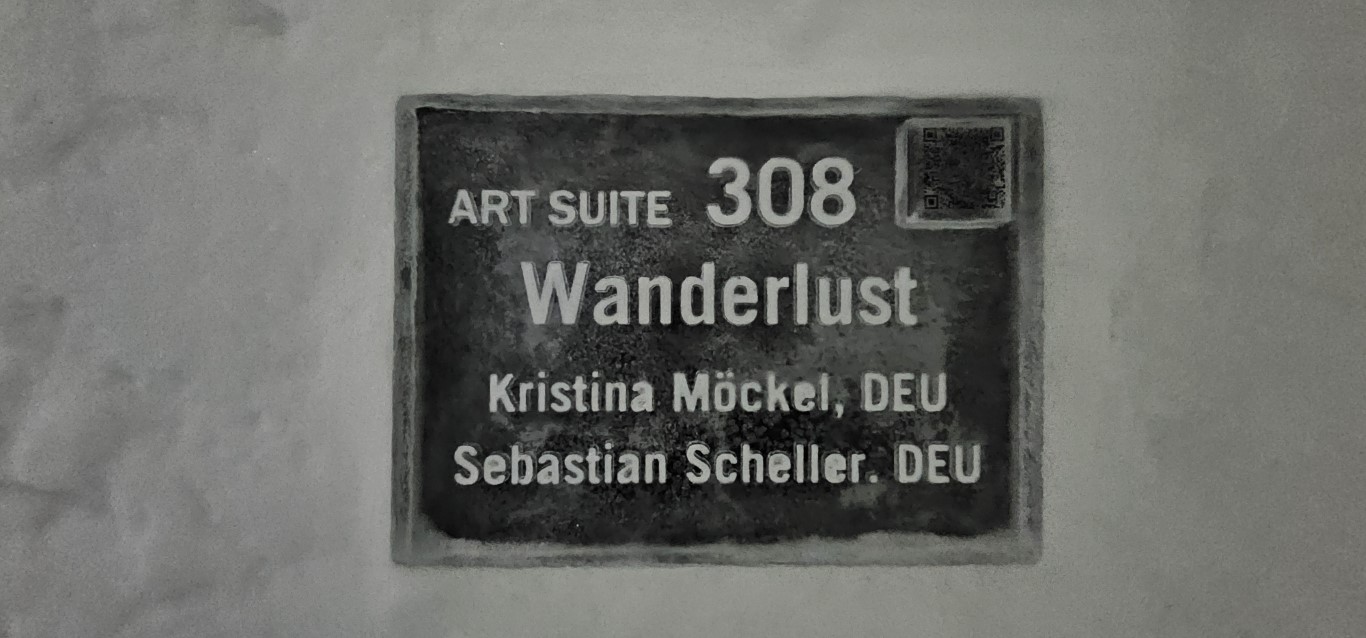 ART SUITE 308
Wanderlust
Kristina Möckel, DEU
Sebastian Scheller. DEU